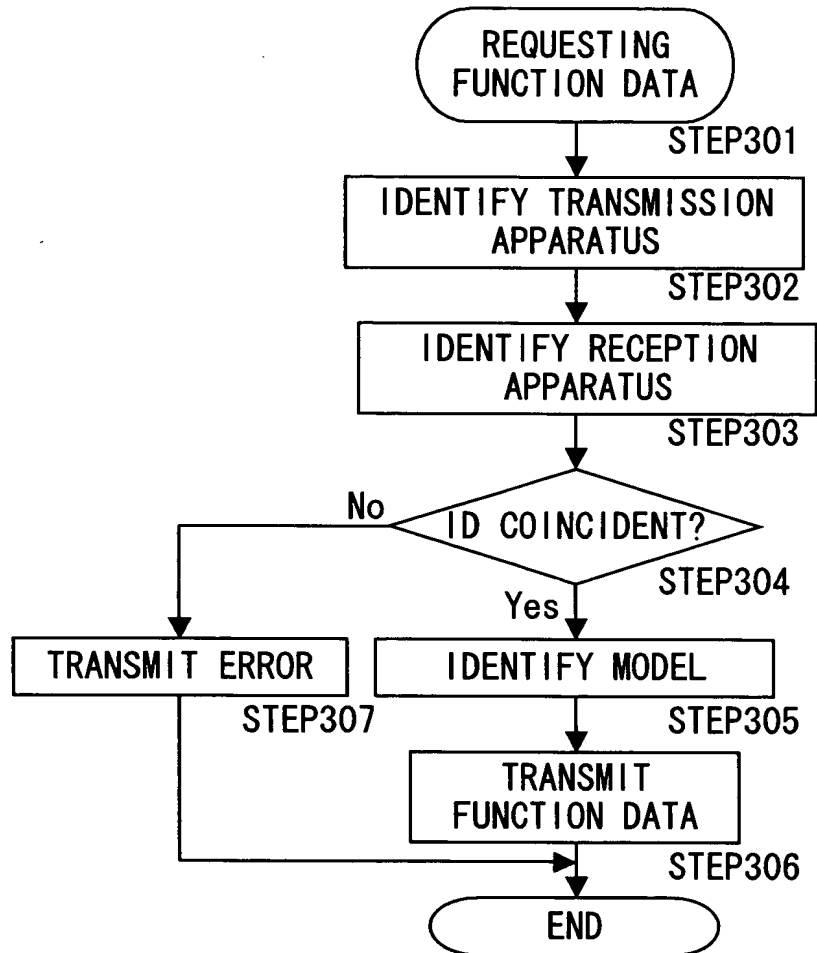 REQUESTING
FUNCTION DATA
STEP301
IDENTIFY TRANSMISSION
APPARATUS
STEP302
IDENTIFY RECEPTION
APPARATUS
STEP303
No
ID COINCIDENT?
STEP304
Yes
TRANSMIT ERROR
IDENTIFY MODEL
STEP307
STEP305
TRANSMIT
FUNCTION DATA
STEP306
END